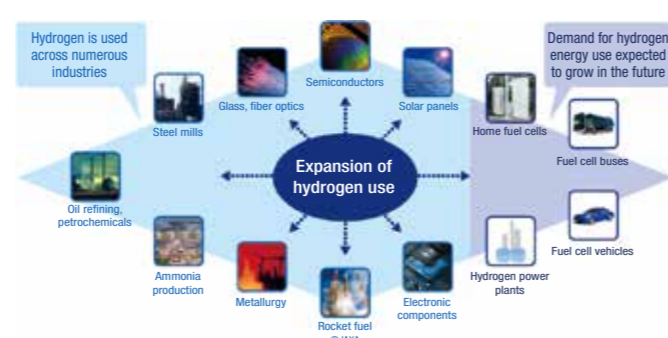 Hydrogen is used
across numerous
industries
Demand for hydrogen
energy use expected
to grow in the future
Semiconductors
Glass, fiber optics
Solar panels
Steel mills
Home fuel cells
Fuel cell buses
Expansion of
hydrogen use
Oil refining,
petrochemicals
Fuel cell vehicles
Ammonia
production
Metallurgy
Rocket fuel
Electronic
components
Hydrogen power
plants